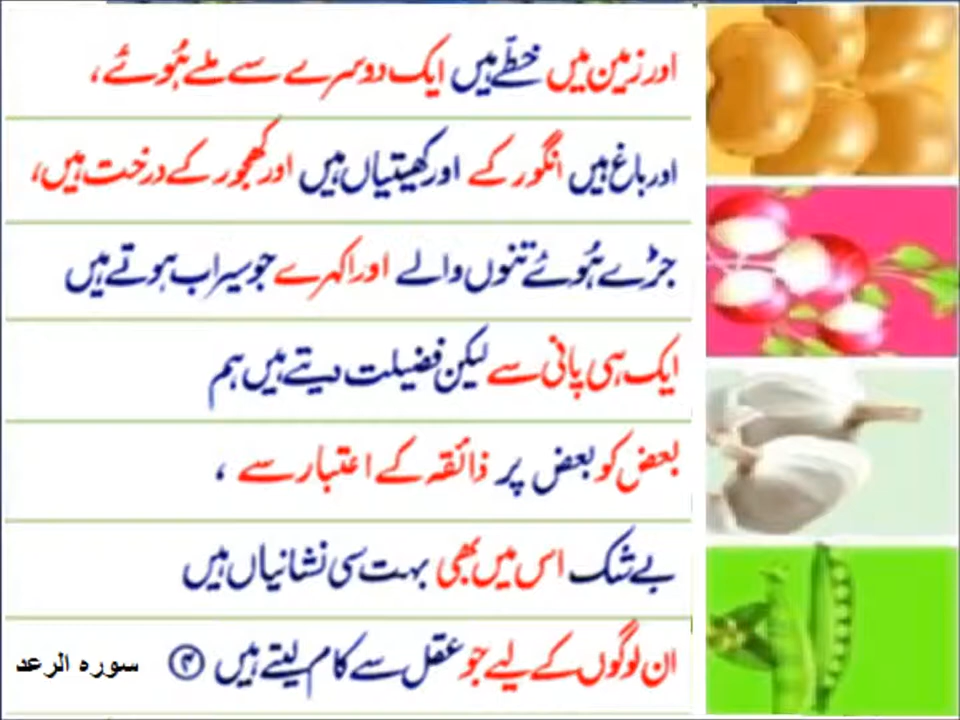 اور زمین میں خطّے ہیں ایک دوسرے سے ملے ہُوئے،
اور باغ ہیں انگور کے اور کھیتیاں ہیں اور کھجور کے درخت ہیں،
جڑے ہُوئے تنوں والے اور اکہرے جو سیراب ہوتے ہیں
ایک ہی پانی سے لیکن فضیلت دیتے ہیں ہم
بعض کو بعض پر ذائقہ کے اعتبار سے ،
بے شک اس میں بھی بہت سی نشانیاں ہیں
ان لوگوں کے لیے جو عقل سے کام لیتے ہیں ④ سورہ الرعد